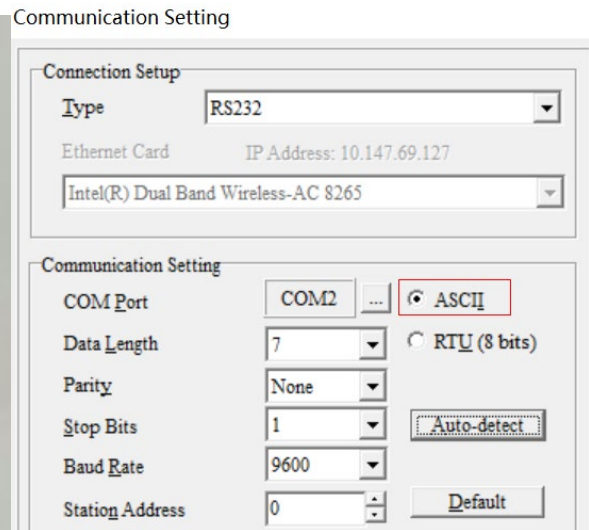 Communication Setting
Connection Setup
Type RS232
Ethernet Card IP Address: 10.147.69.127
Intel(R) Dual Band Wireless-AC 8265
Communication Setting
COM Port COM2 ... ASCII
Data Length 7 RTU (8 bits)
Parity None
Stop Bits 1 Auto-detect
Baud Rate 9600
Station Address 0 Default